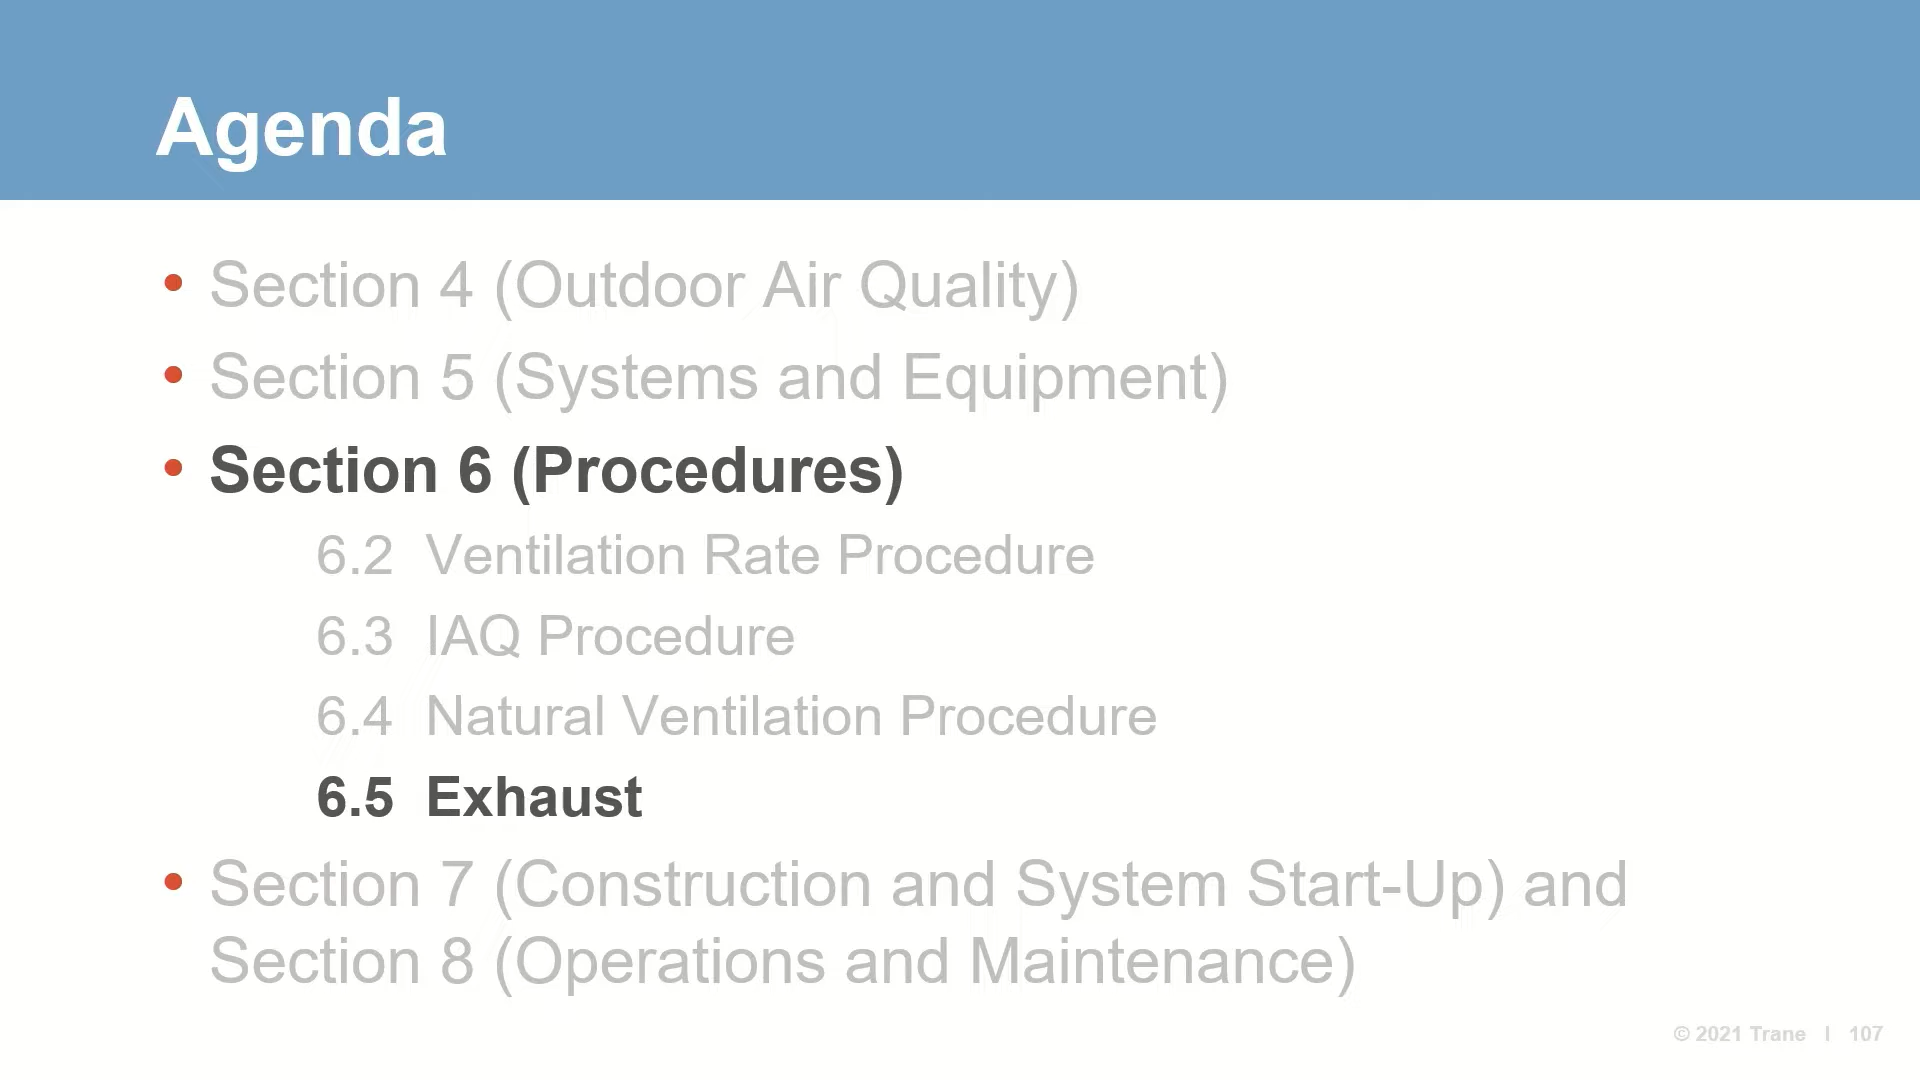 Agenda
• Section 4 (Outdoor Air Quality)
• Section 5 (Systems and Equipment)
• Section 6 (Procedures)
6.2 Ventilation Rate Procedure
6.3 IAQ Procedure
6.4 Natural Ventilation Procedure
6.5 Exhaust
• Section 7 (Construction and System Start-Up) and
Section 8 (Operations and Maintenance)
© 2021 Trane | 107